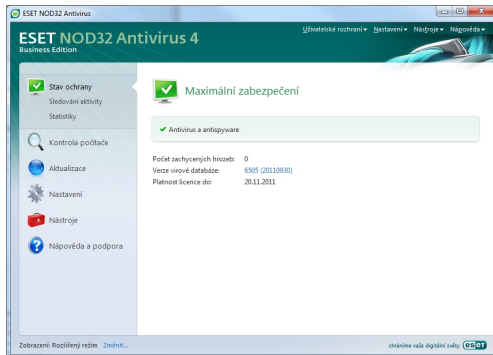 ESET NOD32 Antivirus
ESET NOD32 Antivirus 4
Business Edition
Uživatelské rozhraní Nastavení Nástroje Nápověda
Stav ochrany
Sledování aktivity
Statistiky
Kontrola počítače
Aktualizace
Nastavení
Nástroje
Nápověda a podpora
Maximální zabezpečení
Antivirus a antispyware
Počet zachycených hrozeb: 0
Verze virové databáze: 6505 (20110930)
Platnost licence do: 20.11.2011
Zobrazení: Rozšířený režim Změnit...
chráníme vaše digitální světy eseT